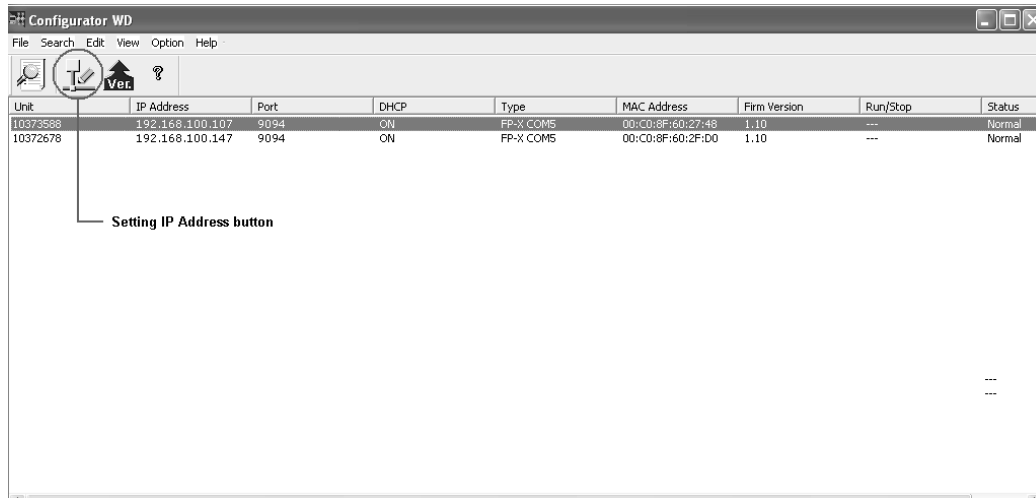 Configurator WD
File Search Edit View Option Help
Ver. ?
Unit IP Address Port DHCP Type MAC Address Firm Version Run/Stop Status
10373588 192.168.100.107 9094 ON FP-X COM5 00:C0:8F:60:27:48 1.10 --- Normal
10372678 192.168.100.147 9094 ON FP-X COM5 00:C0:8F:60:2F:D0 1.10 --- Normal
Setting IP Address button
---
---